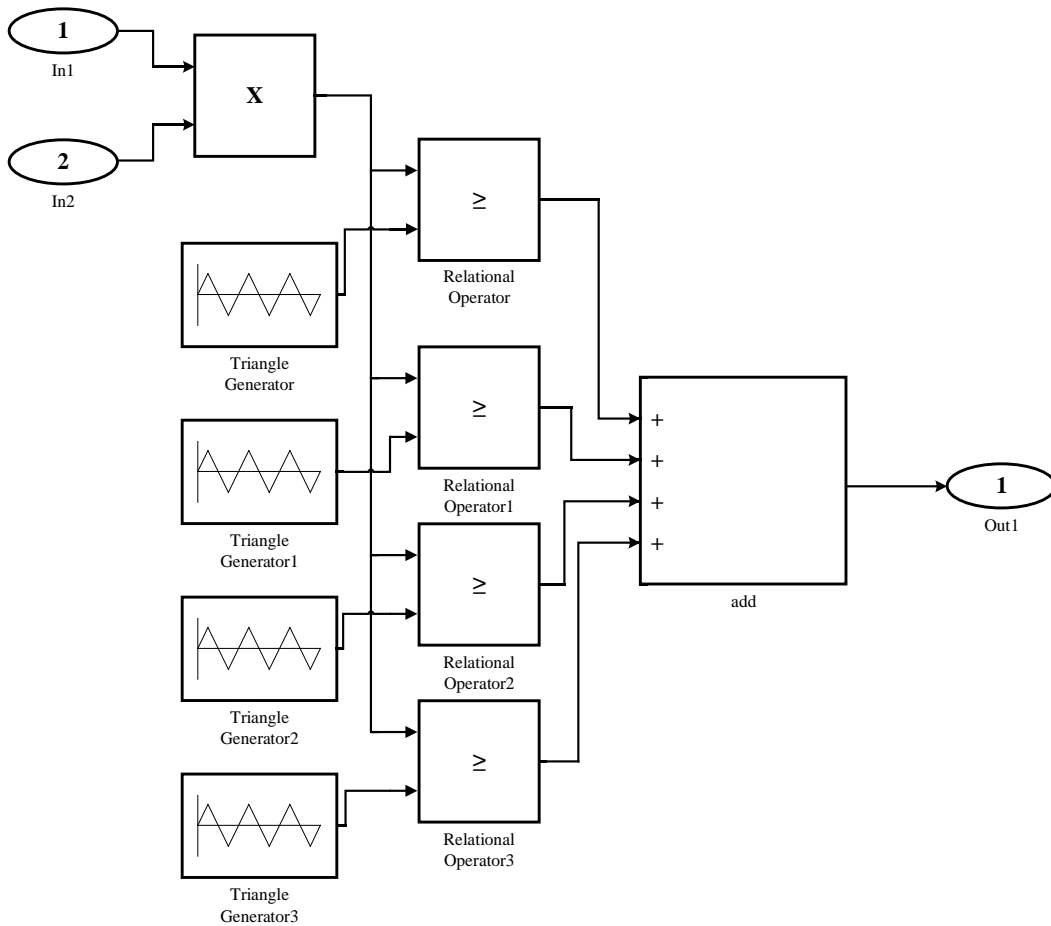 1
In1
X
2
In2
≥
Relational
Operator
Triangle
Generator
≥
Relational
Operator1
+
+
+
+
add
1
Out1
Triangle
Generator1
≥
Relational
Operator2
Triangle
Generator2
≥
Relational
Operator3
Triangle
Generator3